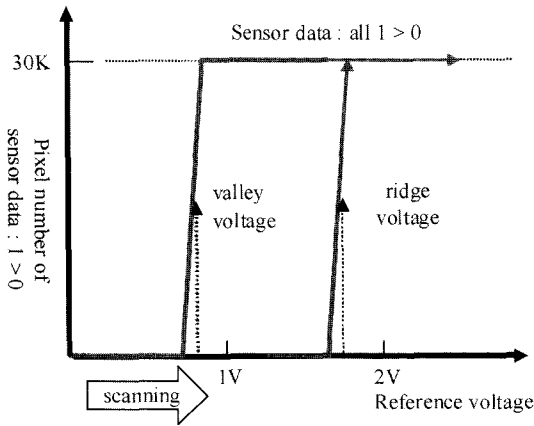 Sensor data : all 1 > 0
30K
Pixel number of
sensor data : 1 > 0
valley
voltage
ridge
voltage
1V
2V
scanning
Reference voltage